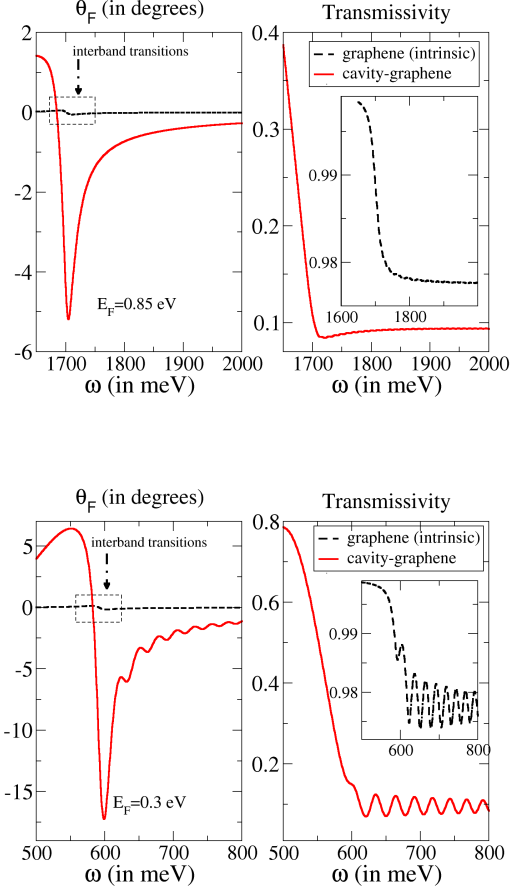 θF (in degrees)
Transmissivity
2
0
-2
-4
-6
interband transitions
EF=0.85 eV
1700
1800
1900
2000
ω (in meV)
0.4
0.3
0.2
0.1
graphene (intrinsic)
cavity-graphene
0.99
0.98
1600
1800
1700
1800
1900
2000
ω (in meV)
θF (in degrees)
Transmissivity
5
0
-5
-10
-15
interband transitions
EF=0.3 eV
500
600
700
800
ω (in meV)
0.8
0.6
0.4
0.2
graphene (intrinsic)
cavity-graphene
0.99
0.98
600
800
500
600
700
800
ω (in meV)